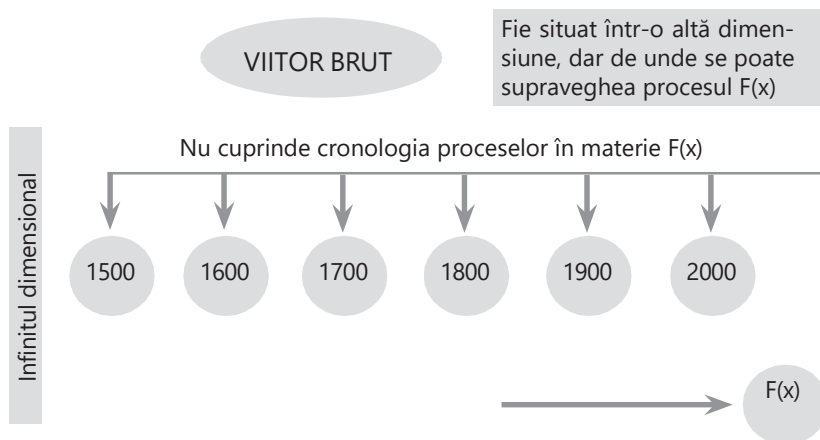 VIITOR BRUT
Fie situat într-o altă dimen-
siune, dar de unde se poate
supraveghea procesul F(x)
Infinitul dimensional
Nu cuprinde cronologia proceselor în materie F(x)
1500
1600
1700
1800
1900
2000
F(x)